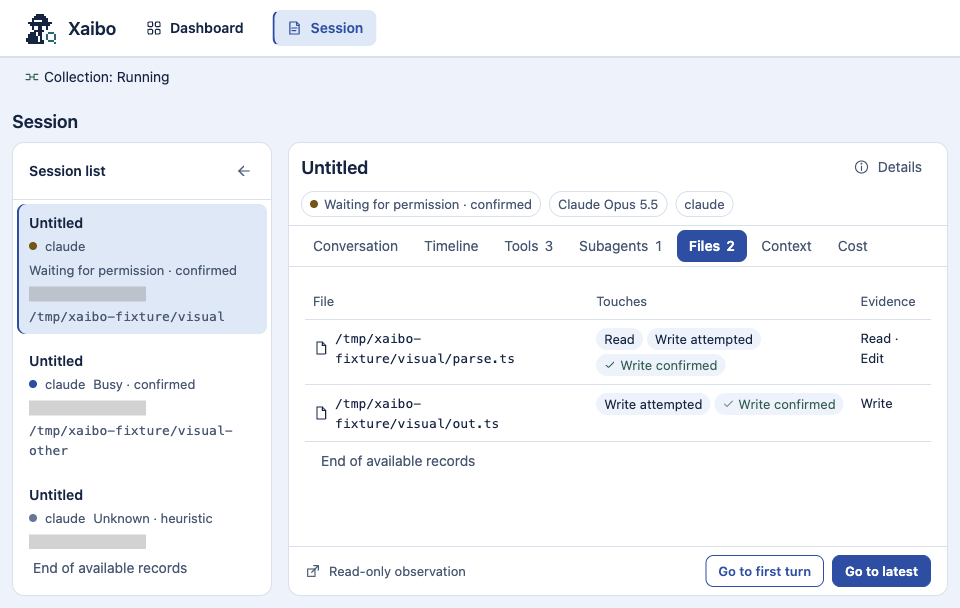 Xaibo
Dashboard
Session
Collection: Running
Session
Session list
Untitled
claude
Waiting for permission · confirmed
/tmp/xaibo-fixture/visual
Untitled
claude Busy · confirmed
/tmp/xaibo-fixture/visual-
other
Untitled
claude Unknown · heuristic
End of available records
Untitled
Details
Waiting for permission · confirmed
Claude Opus 5.5
claude
Conversation
Timeline
Tools 3
Subagents 1
Files 2
Context
Cost
File
Touches
Evidence
/tmp/xaibo-
fixture/visual/parse.ts
Read
Write attempted
Write confirmed
Read ·
Edit
/tmp/xaibo-
fixture/visual/out.ts
Write attempted
Write confirmed
Write
End of available records
Read-only observation
Go to first turn
Go to latest